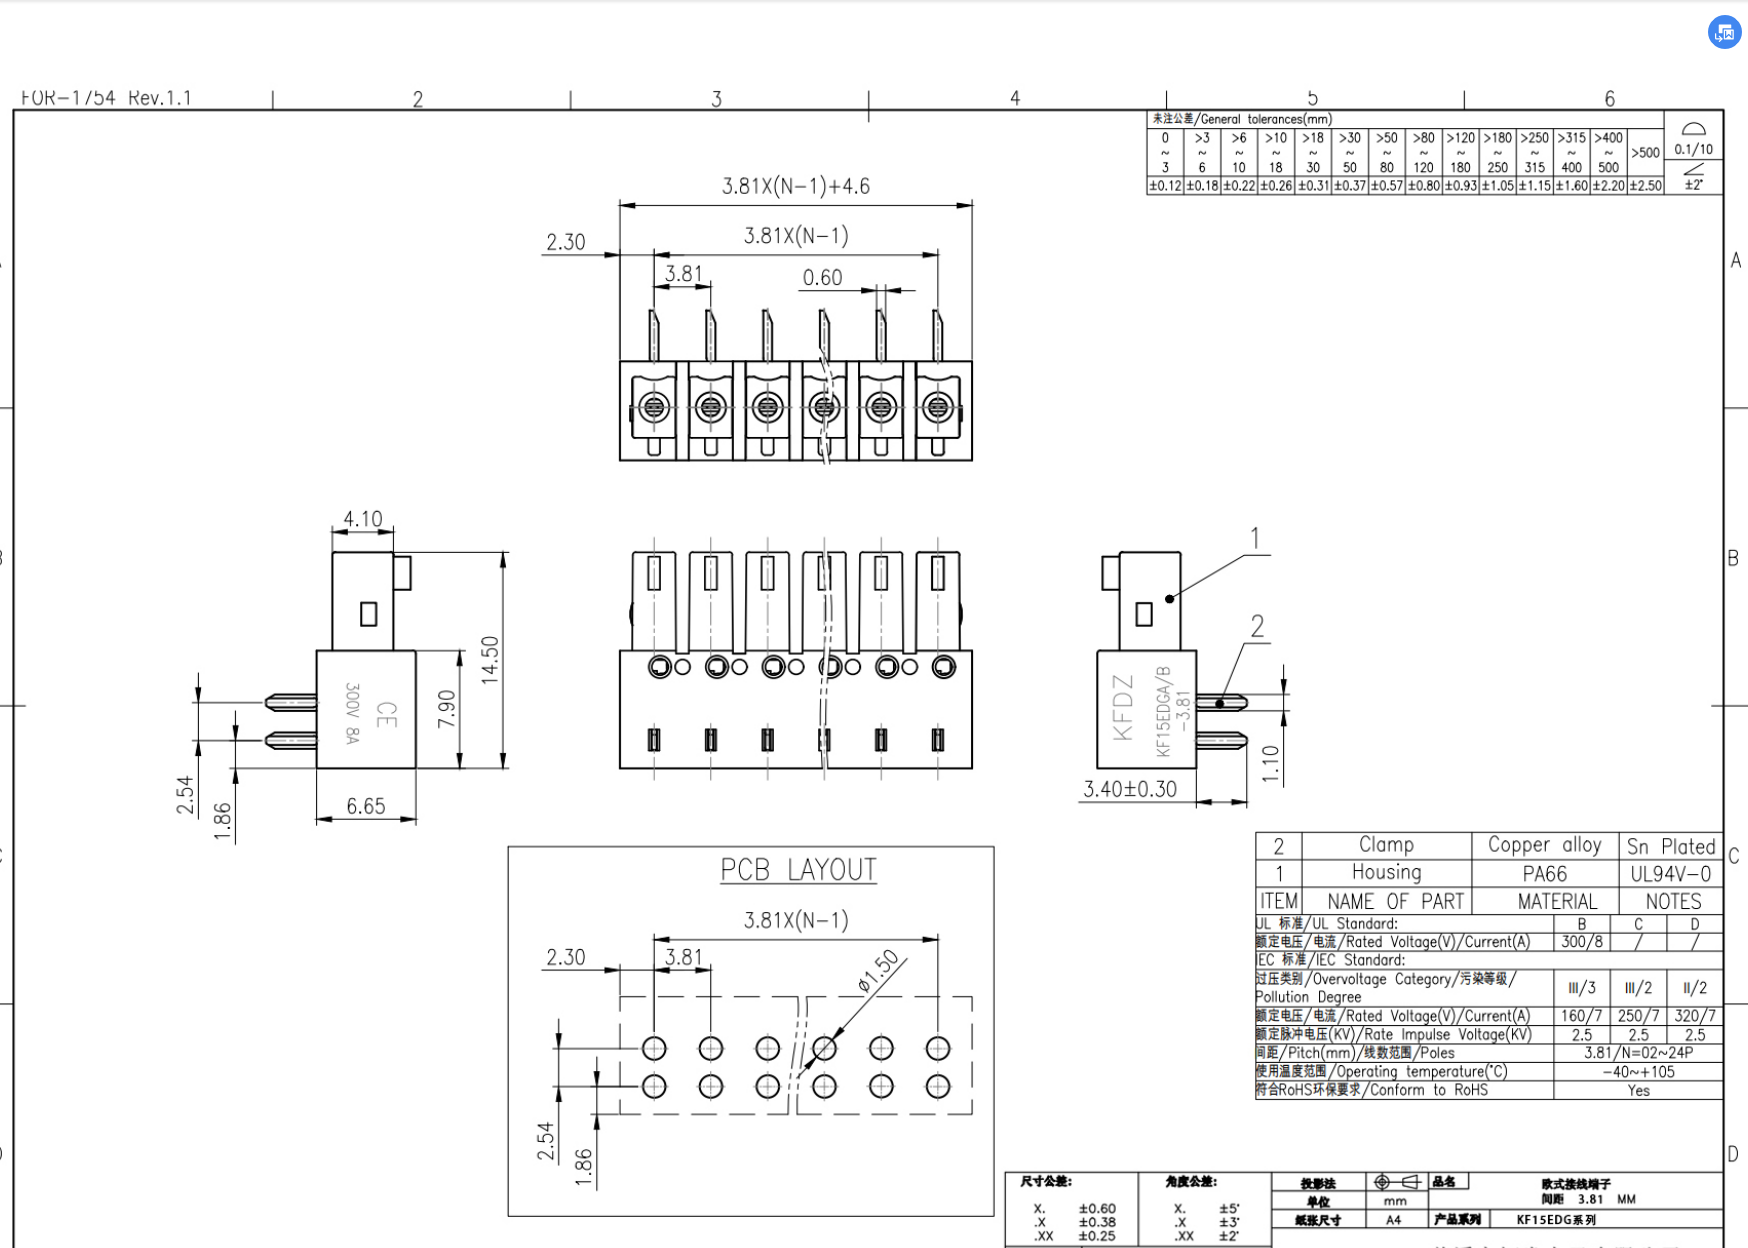 FOR-1/54 Rev.1.1
2
3
4
5
6
未注公差/General tolerances(mm)
0 ~ 3 >3 ~ 6 >6 ~ 10 >10 ~ 18 >18 ~ 30 >30 ~ 50 >50 ~ 80 >80 ~ 120 >120 ~ 180 >180 ~ 250 >250 ~ 315 >315 ~ 400 >400 ~ 500 >500
±0.12 ±0.18 ±0.22 ±0.26 ±0.31 ±0.37 ±0.57 ±0.80 ±0.93 ±1.05 ±1.15 ±1.60 ±2.20 ±2.50
0.1/10
±2°
3.81X(N-1)+4.6
3.81X(N-1)
2.30
3.81
0.60
A
B
4.10
14.50
7.90
CE
300V 8A
2.54
1.86
6.65
1
2
KFDZ
KF15EDGA/B
-3.81
1.10
3.40±0.30
PCB LAYOUT
3.81X(N-1)
2.30
3.81
ø1.50
2.54
1.86
2 Clamp Copper alloy Sn Plated
1 Housing PA66 UL94V-0
ITEM NAME OF PART MATERIAL NOTES
UL 标准/UL Standard: B C D
额定电压/电流/Rated Voltage(V)/Current(A) 300/8 / /
IEC 标准/IEC Standard:
过压类别/Overvoltage Category/污染等级/
Pollution Degree III/3 III/2 II/2
额定电压/电流/Rated Voltage(V)/Current(A) 160/7 250/7 320/7
额定脉冲电压(KV)/Rate Impulse Voltage(KV) 2.5 2.5 2.5
间距/Pitch(mm)/线数范围/Poles 3.81/N=02~24P
使用温度范围/Operating temperature(°C) -40~+105
符合RoHS环保要求/Conform to RoHS Yes
C
D
尺寸公差:
X. ±0.60
.X ±0.38
.XX ±0.25
角度公差:
X. ±5°
.X ±3°
.XX ±2°
投影法
单位 mm
纸张尺寸 A4
品名 欧式接线端子
间距 3.81 MM
产品系列 KF15EDG系列